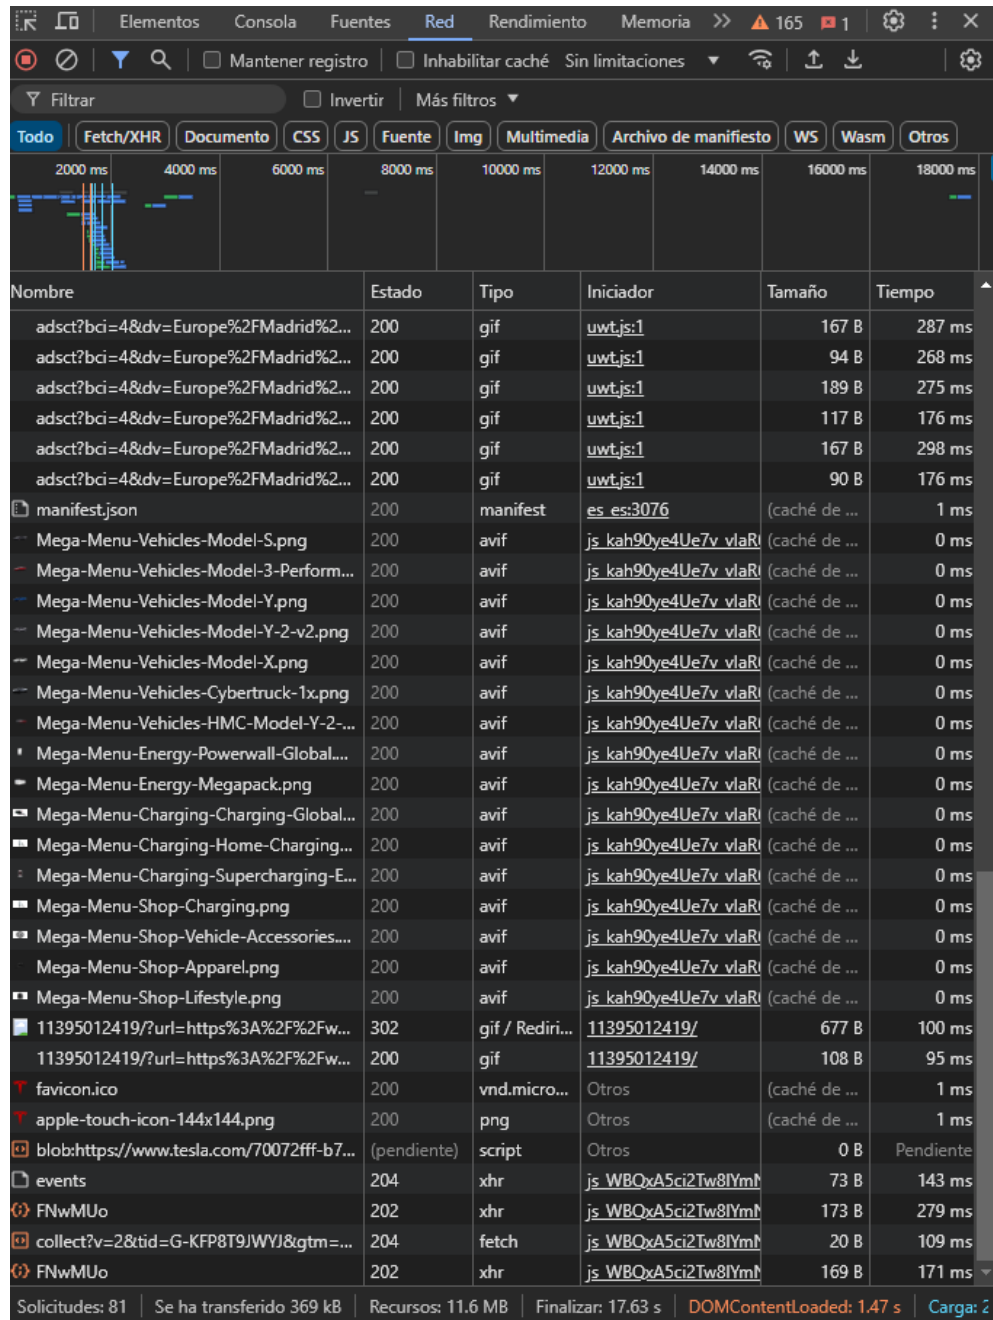 Elementos Consola Fuentes Red Rendimiento Memoria 165 1
Mantener registro Inhabilitar caché Sin limitaciones
Filtrar Invertir Más filtros
Todo Fetch/XHR Documento CSS JS Fuente Img Multimedia Archivo de manifiesto WS Wasm Otros
2000 ms 4000 ms 6000 ms 8000 ms 10000 ms 12000 ms 14000 ms 16000 ms 18000 ms
Nombre Estado Tipo Iniciador Tamaño Tiempo
adsct?bci=4&dv=Europe%2FMadrid%2... 200 gif uwt.js:1 167 B 287 ms
adsct?bci=4&dv=Europe%2FMadrid%2... 200 gif uwt.js:1 94 B 268 ms
adsct?bci=4&dv=Europe%2FMadrid%2... 200 gif uwt.js:1 189 B 275 ms
adsct?bci=4&dv=Europe%2FMadrid%2... 200 gif uwt.js:1 117 B 176 ms
adsct?bci=4&dv=Europe%2FMadrid%2... 200 gif uwt.js:1 167 B 298 ms
adsct?bci=4&dv=Europe%2FMadrid%2... 200 gif uwt.js:1 90 B 176 ms
manifest.json 200 manifest es_es:3076 (caché de ... 1 ms
Mega-Menu-Vehicles-Model-S.png 200 avif js_kah90ye4Ue7v_vlaR (caché de ... 0 ms
Mega-Menu-Vehicles-Model-3-Perform... 200 avif js_kah90ye4Ue7v_vlaR (caché de ... 0 ms
Mega-Menu-Vehicles-Model-Y.png 200 avif js_kah90ye4Ue7v_vlaR (caché de ... 0 ms
Mega-Menu-Vehicles-Model-Y-2-v2.png 200 avif js_kah90ye4Ue7v_vlaR (caché de ... 0 ms
Mega-Menu-Vehicles-Model-X.png 200 avif js_kah90ye4Ue7v_vlaR (caché de ... 0 ms
Mega-Menu-Vehicles-Cybertruck-1x.png 200 avif js_kah90ye4Ue7v_vlaR (caché de ... 0 ms
Mega-Menu-Vehicles-HMC-Model-Y-2-... 200 avif js_kah90ye4Ue7v_vlaR (caché de ... 0 ms
Mega-Menu-Energy-Powerwall-Global.... 200 avif js_kah90ye4Ue7v_vlaR (caché de ... 0 ms
Mega-Menu-Energy-Megapack.png 200 avif js_kah90ye4Ue7v_vlaR (caché de ... 0 ms
Mega-Menu-Charging-Charging-Global... 200 avif js_kah90ye4Ue7v_vlaR (caché de ... 0 ms
Mega-Menu-Charging-Home-Charging... 200 avif js_kah90ye4Ue7v_vlaR (caché de ... 0 ms
Mega-Menu-Charging-Supercharging-E... 200 avif js_kah90ye4Ue7v_vlaR (caché de ... 0 ms
Mega-Menu-Shop-Charging.png 200 avif js_kah90ye4Ue7v_vlaR (caché de ... 0 ms
Mega-Menu-Shop-Vehicle-Accessories.... 200 avif js_kah90ye4Ue7v_vlaR (caché de ... 0 ms
Mega-Menu-Shop-Apparel.png 200 avif js_kah90ye4Ue7v_vlaR (caché de ... 0 ms
Mega-Menu-Shop-Lifestyle.png 200 avif js_kah90ye4Ue7v_vlaR (caché de ... 0 ms
11395012419/?url=https%3A%2F%2Fw... 302 gif / Rediri... 11395012419/ 677 B 100 ms
11395012419/?url=https%3A%2F%2Fw... 200 gif 11395012419/ 108 B 95 ms
favicon.ico 200 vnd.micro... Otros (caché de ... 1 ms
apple-touch-icon-144x144.png 200 png Otros (caché de ... 1 ms
blob:https://www.tesla.com/70072fff-b7... (pendiente) script Otros 0 B Pendiente
events 204 xhr js_WBQxA5ci2Tw8IYm 73 B 143 ms
FNwMUo 202 xhr js_WBQxA5ci2Tw8IYm 173 B 279 ms
collect?v=2&tid=G-KFP8T9JWYJ&gtm=... 204 fetch js_WBQxA5ci2Tw8IYm 20 B 109 ms
FNwMUo 202 xhr js_WBQxA5ci2Tw8IYm 169 B 171 ms
Solicitudes: 81 Se ha transferido 369 kB Recursos: 11.6 MB Finalizar: 17.63 s DOMContentLoaded: 1.47 s Carga: 2